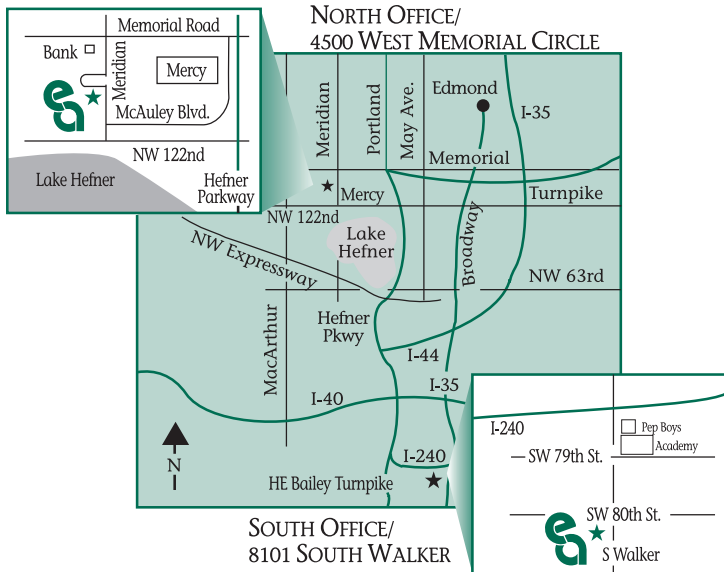 NORTH OFFICE/
4500 WEST MEMORIAL CIRCLE
Memorial Road
Bank
Meridian
Mercy
ea
McAuley Blvd.
NW 122nd
Lake Hefner
Hefner
Parkway
Meridian
Portland
May Ave.
Edmond
I-35
Memorial
Mercy
Turnpike
NW 122nd
Lake
Hefner
NW Expressway
Broadway
NW 63rd
MacArthur
Hefner
Pkwy
I-44
I-35
I-40
N
I-240
HE Bailey Turnpike
I-240
Pep Boys
Academy
SW 79th St.
SW 80th St.
ea
S Walker
SOUTH OFFICE/
8101 SOUTH WALKER